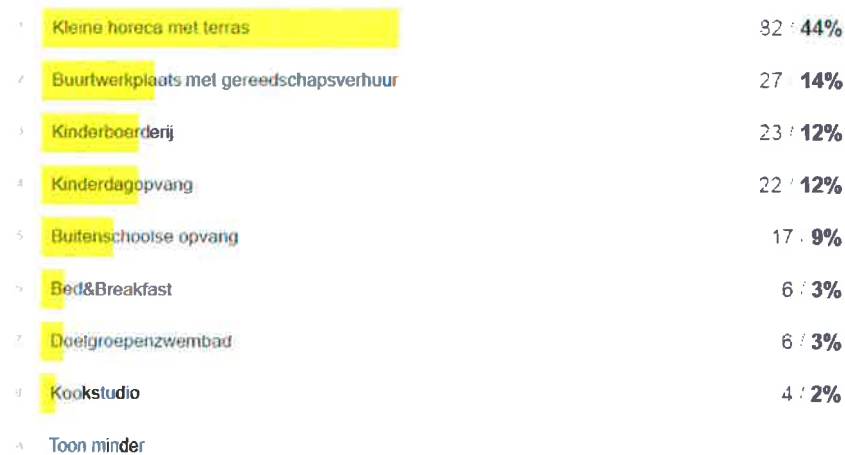 Kleine horeca met terras 82 / 44%
Buurtwerkplaats met gereedschapsverhuur 27 / 14%
Kinderboerderij 23 / 12%
Kinderdagopvang 22 / 12%
Buitenschoolse opvang 17 / 9%
Bed&Breakfast 6 / 3%
Doelgroepenzwembad 6 / 3%
Kookstudio 4 / 2%
Toon minder